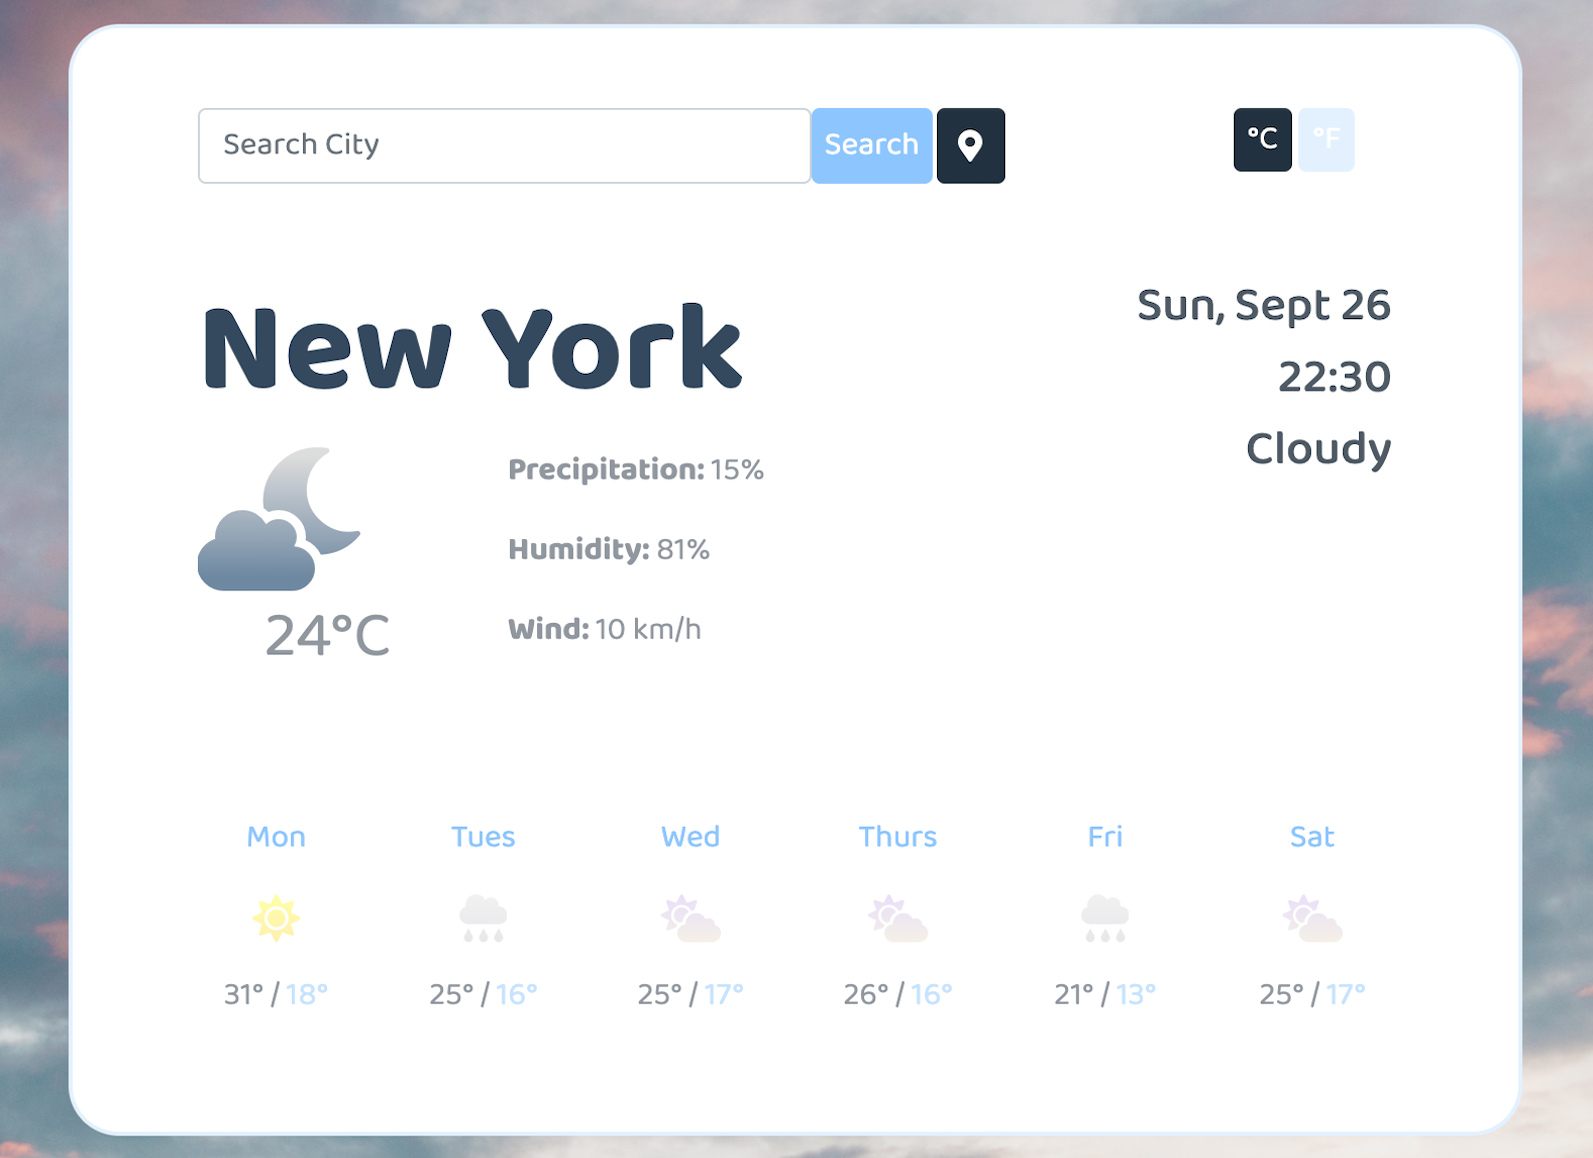 Search City Search °C °F
New York
Sun, Sept 26
22:30
Cloudy
Precipitation: 15%
Humidity: 81%
Wind: 10 km/h
24°C
Mon Tues Wed Thurs Fri Sat
31° / 18° 25° / 16° 25° / 17° 26° / 16° 21° / 13° 25° / 17°